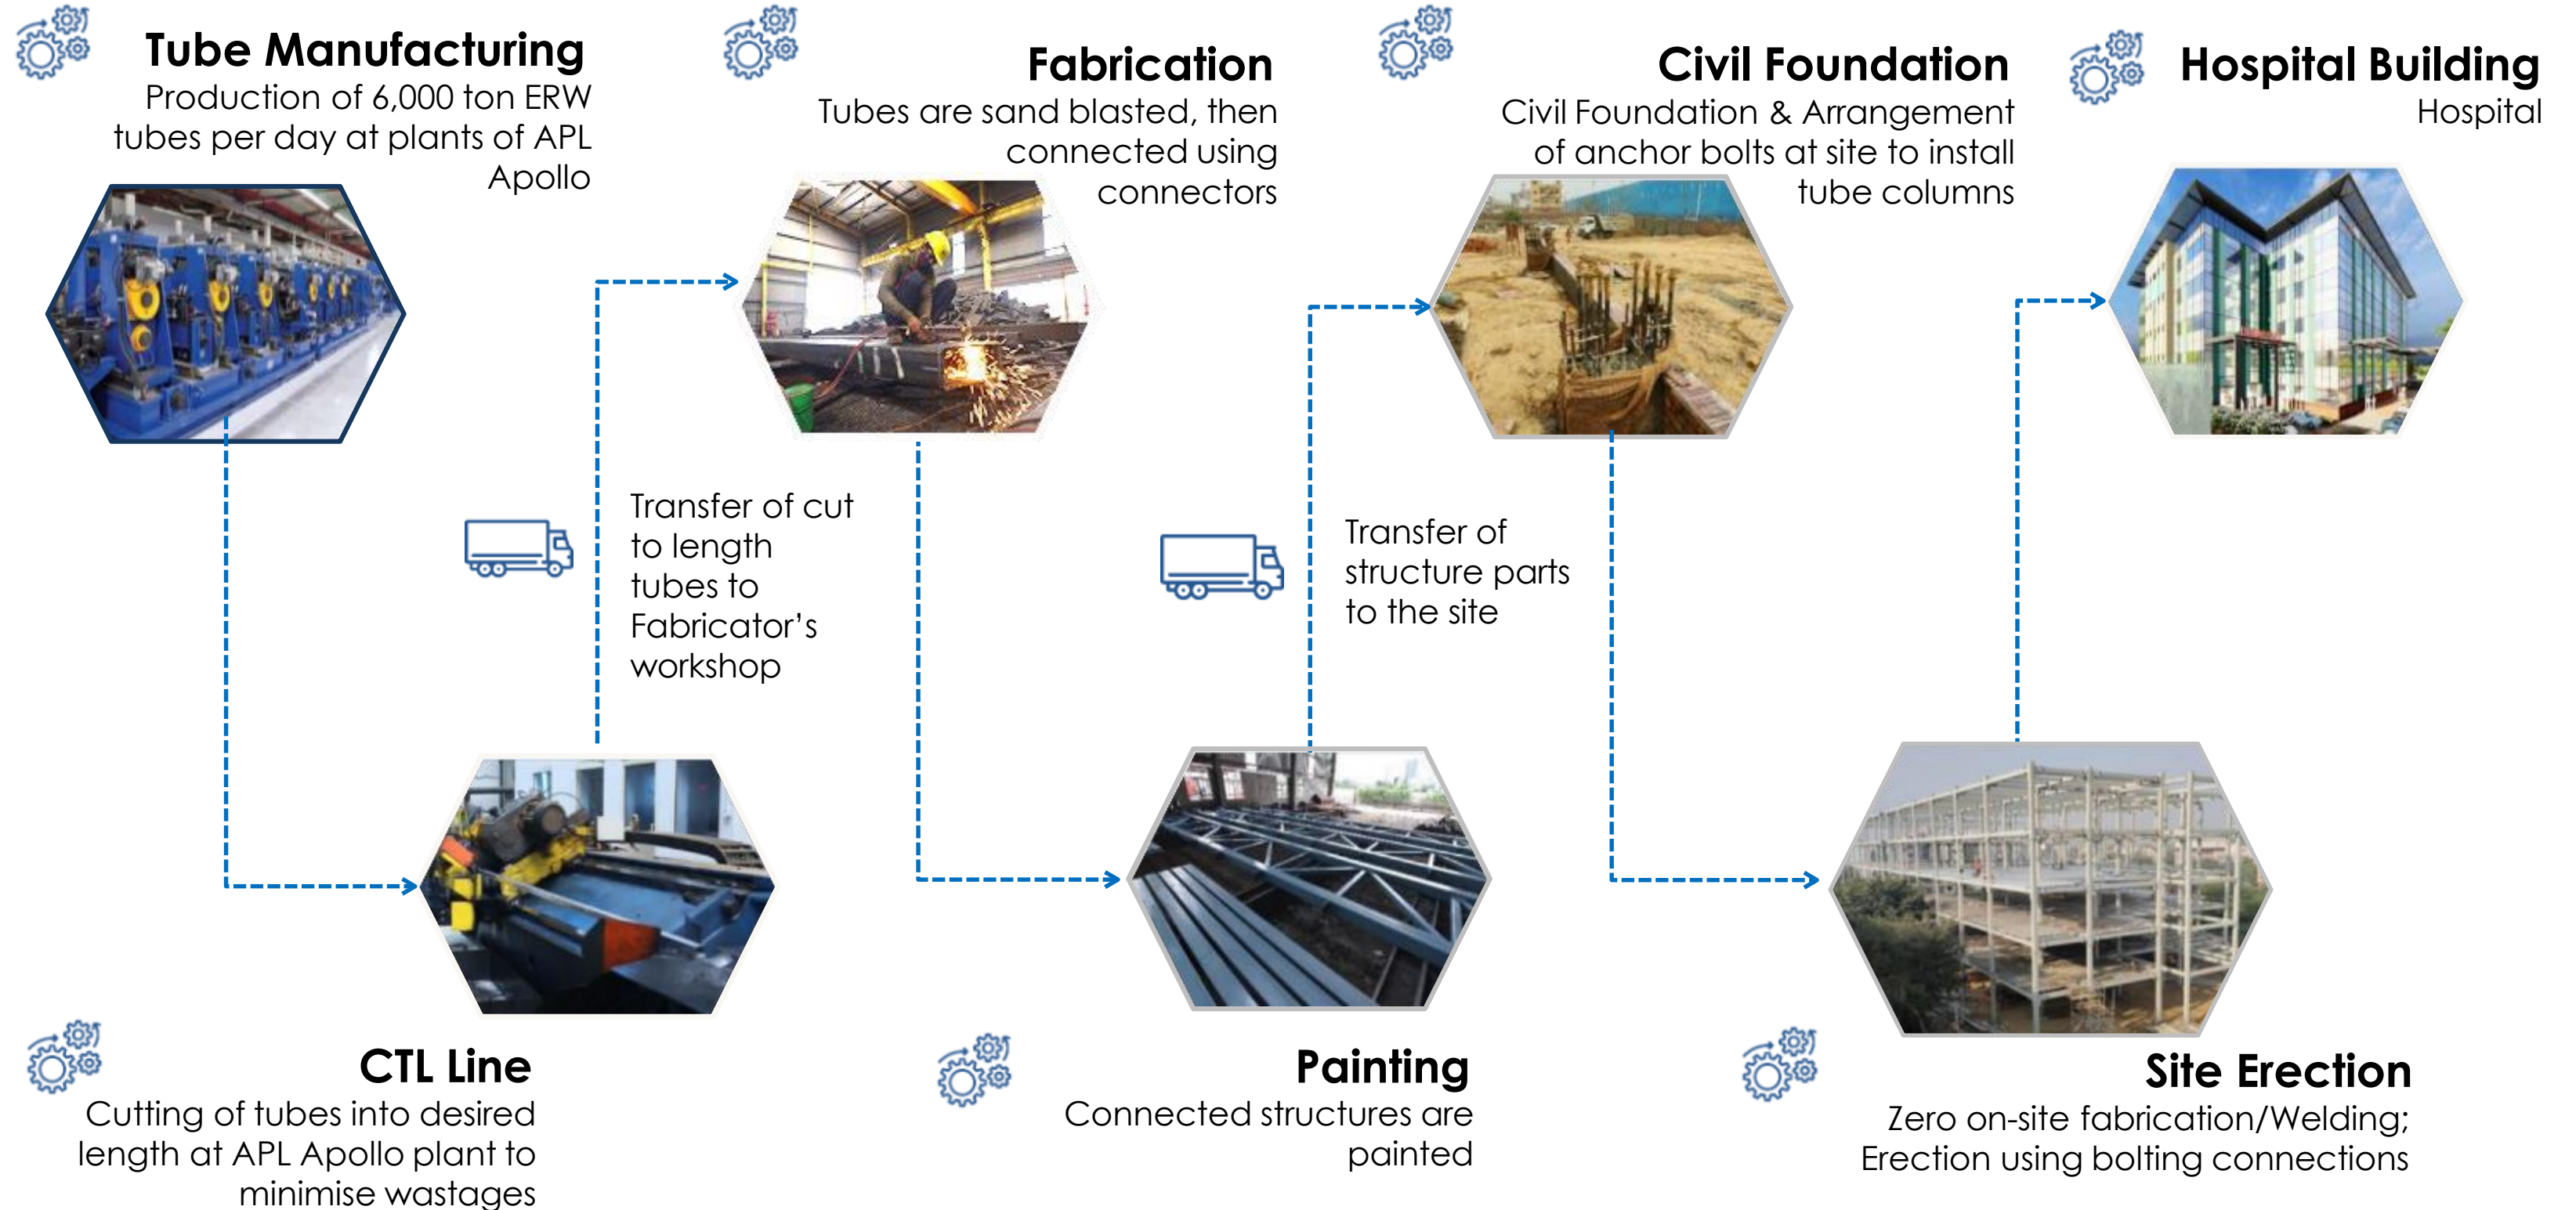 Tube Manufacturing
Production of 6,000 ton ERW
tubes per day at plants of APL
Apollo
Fabrication
Tubes are sand blasted, then
connected using
connectors
Civil Foundation
Civil Foundation & Arrangement
of anchor bolts at site to install
tube columns
Hospital Building
Hospital
Transfer of cut
to length
tubes to
Fabricator’s
workshop
Transfer of
structure parts
to the site
CTL Line
Cutting of tubes into desired
length at APL Apollo plant to
minimise wastages
Painting
Connected structures are
painted
Site Erection
Zero on-site fabrication/Welding;
Erection using bolting connections